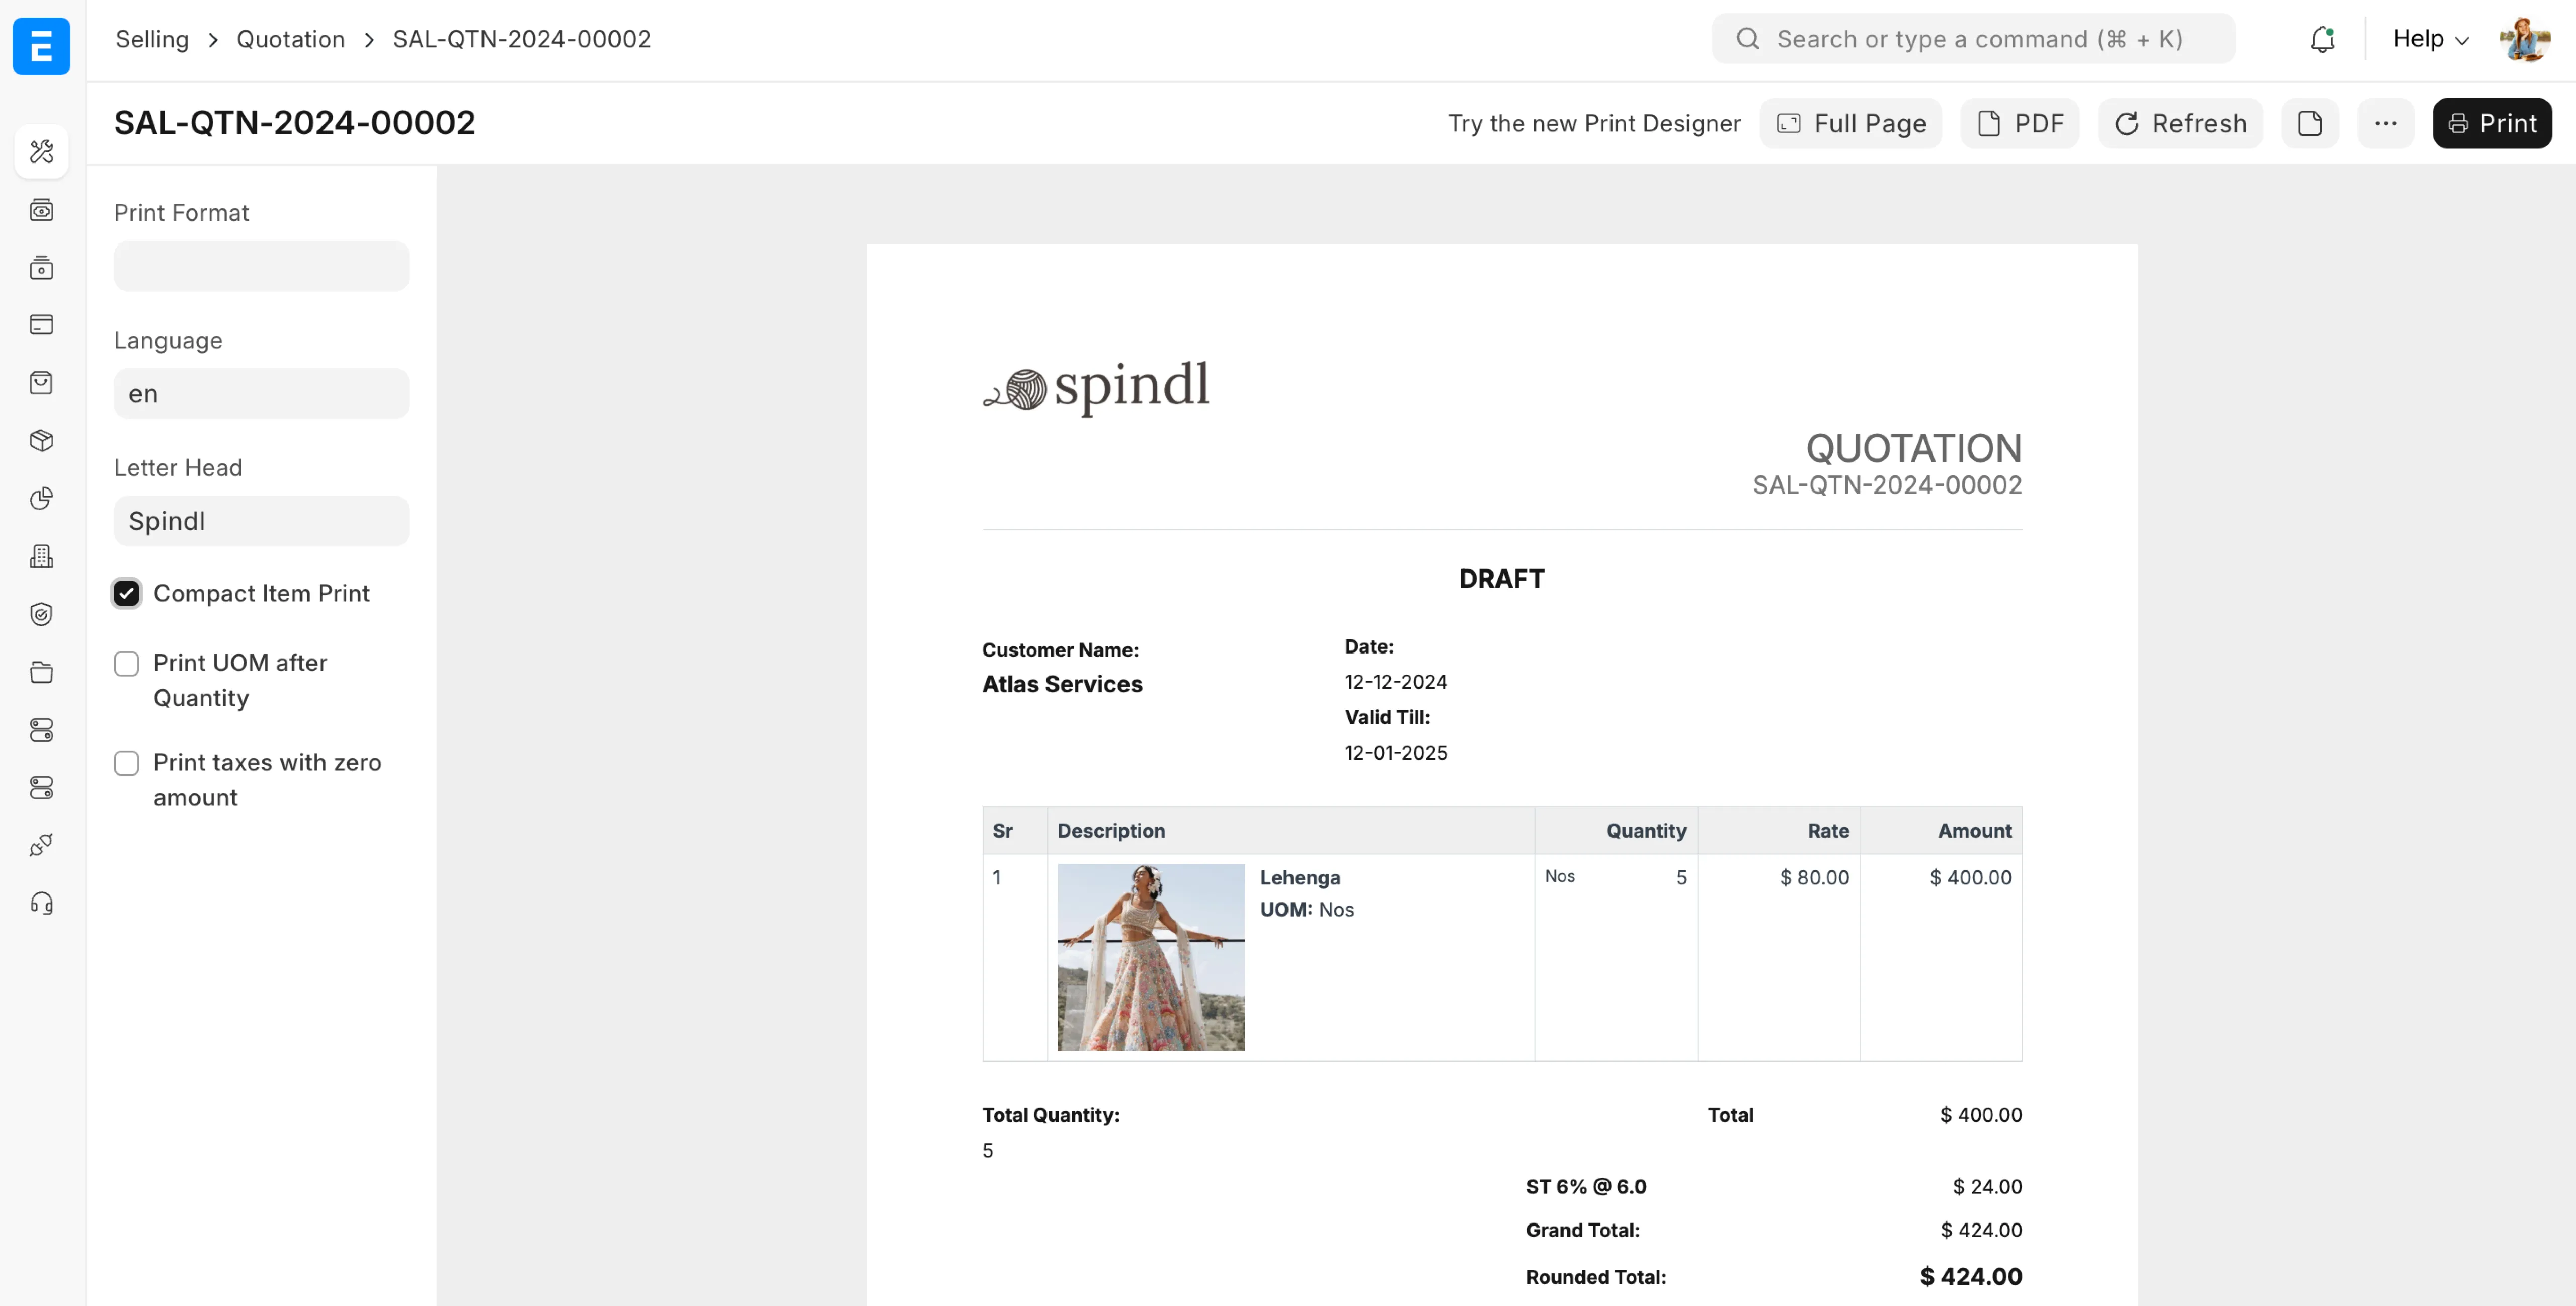 E
Selling > Quotation > SAL-QTN-2024-00002
Search or type a command (⌘ + K)
Help
SAL-QTN-2024-00002
Try the new Print Designer
Full Page
PDF
Refresh
Print
Print Format
Language
en
Letter Head
Spindl
Compact Item Print
Print UOM after
Quantity
Print taxes with zero
amount
spindl
QUOTATION
SAL-QTN-2024-00002
DRAFT
Customer Name:
Atlas Services
Date:
12-12-2024
Valid Till:
12-01-2025
Sr Description Quantity Rate Amount
1 Lehenga Nos 5 $ 80.00 $ 400.00
UOM: Nos
Total Quantity:
5
Total $ 400.00
ST 6% @ 6.0 $ 24.00
Grand Total: $ 424.00
Rounded Total: $ 424.00